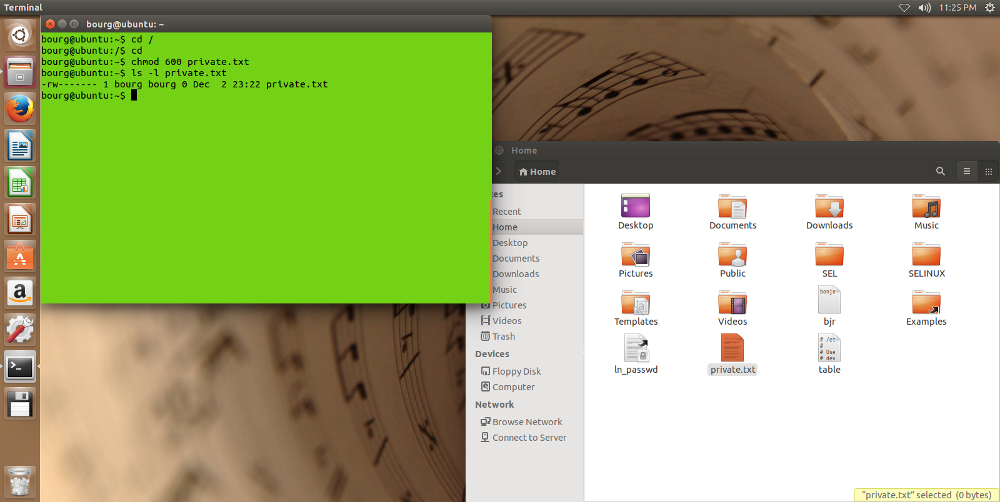 Terminal
11:25 PM
bourg@ubuntu: ~
bourg@ubuntu:~$ cd /
bourg@ubuntu:/$ cd
bourg@ubuntu:~$ chmod 600 private.txt
bourg@ubuntu:~$ ls -l private.txt
-rw------- 1 bourg bourg 0 Dec  2 23:22 private.txt
bourg@ubuntu:~$
Home
Home
Recent
Home
Desktop
Documents
Downloads
Music
Pictures
Videos
Trash
Devices
Floppy Disk
Computer
Network
Browse Network
Connect to Server
Desktop
Documents
Downloads
Music
Pictures
Public
SEL
SELINUX
Templates
Videos
bonjo
bjr
Examples
ln_passwd
private.txt
# /et
#
# Use
# dev
table
“private.txt” selected (0 bytes)